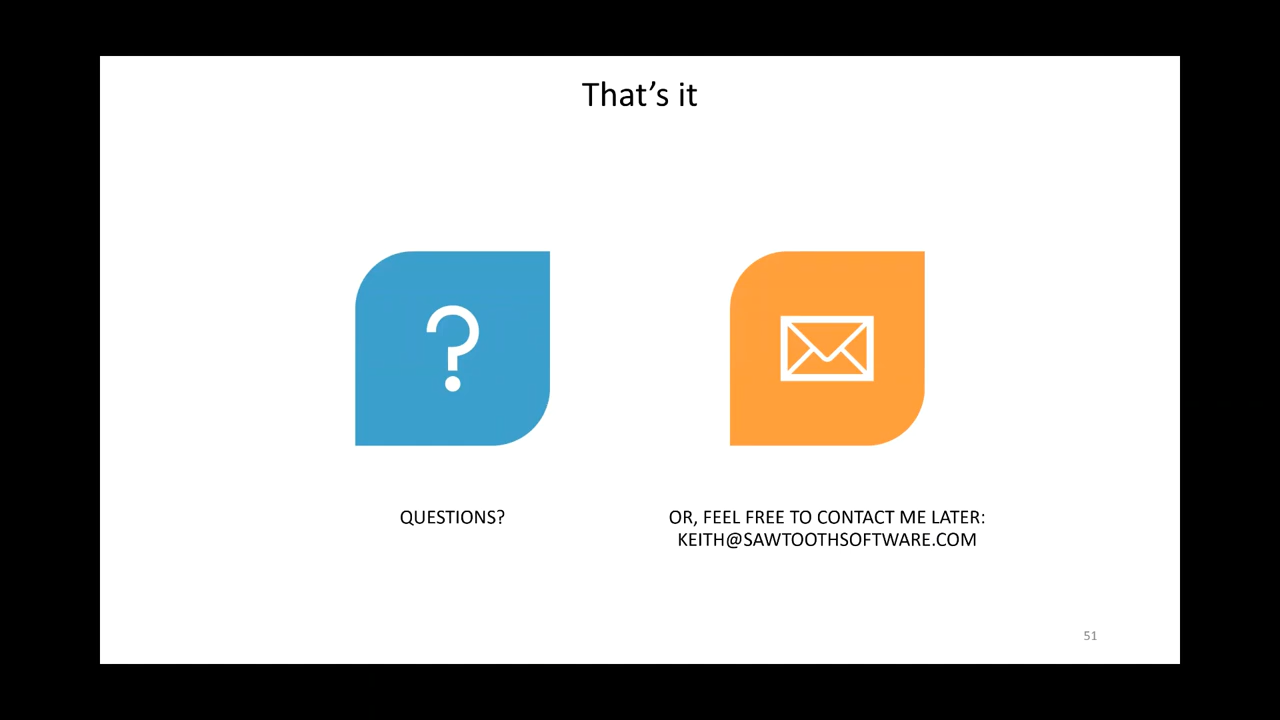 That’s it
?
QUESTIONS?
OR, FEEL FREE TO CONTACT ME LATER:
KEITH@SAWTOOTHSOFTWARE.COM
51